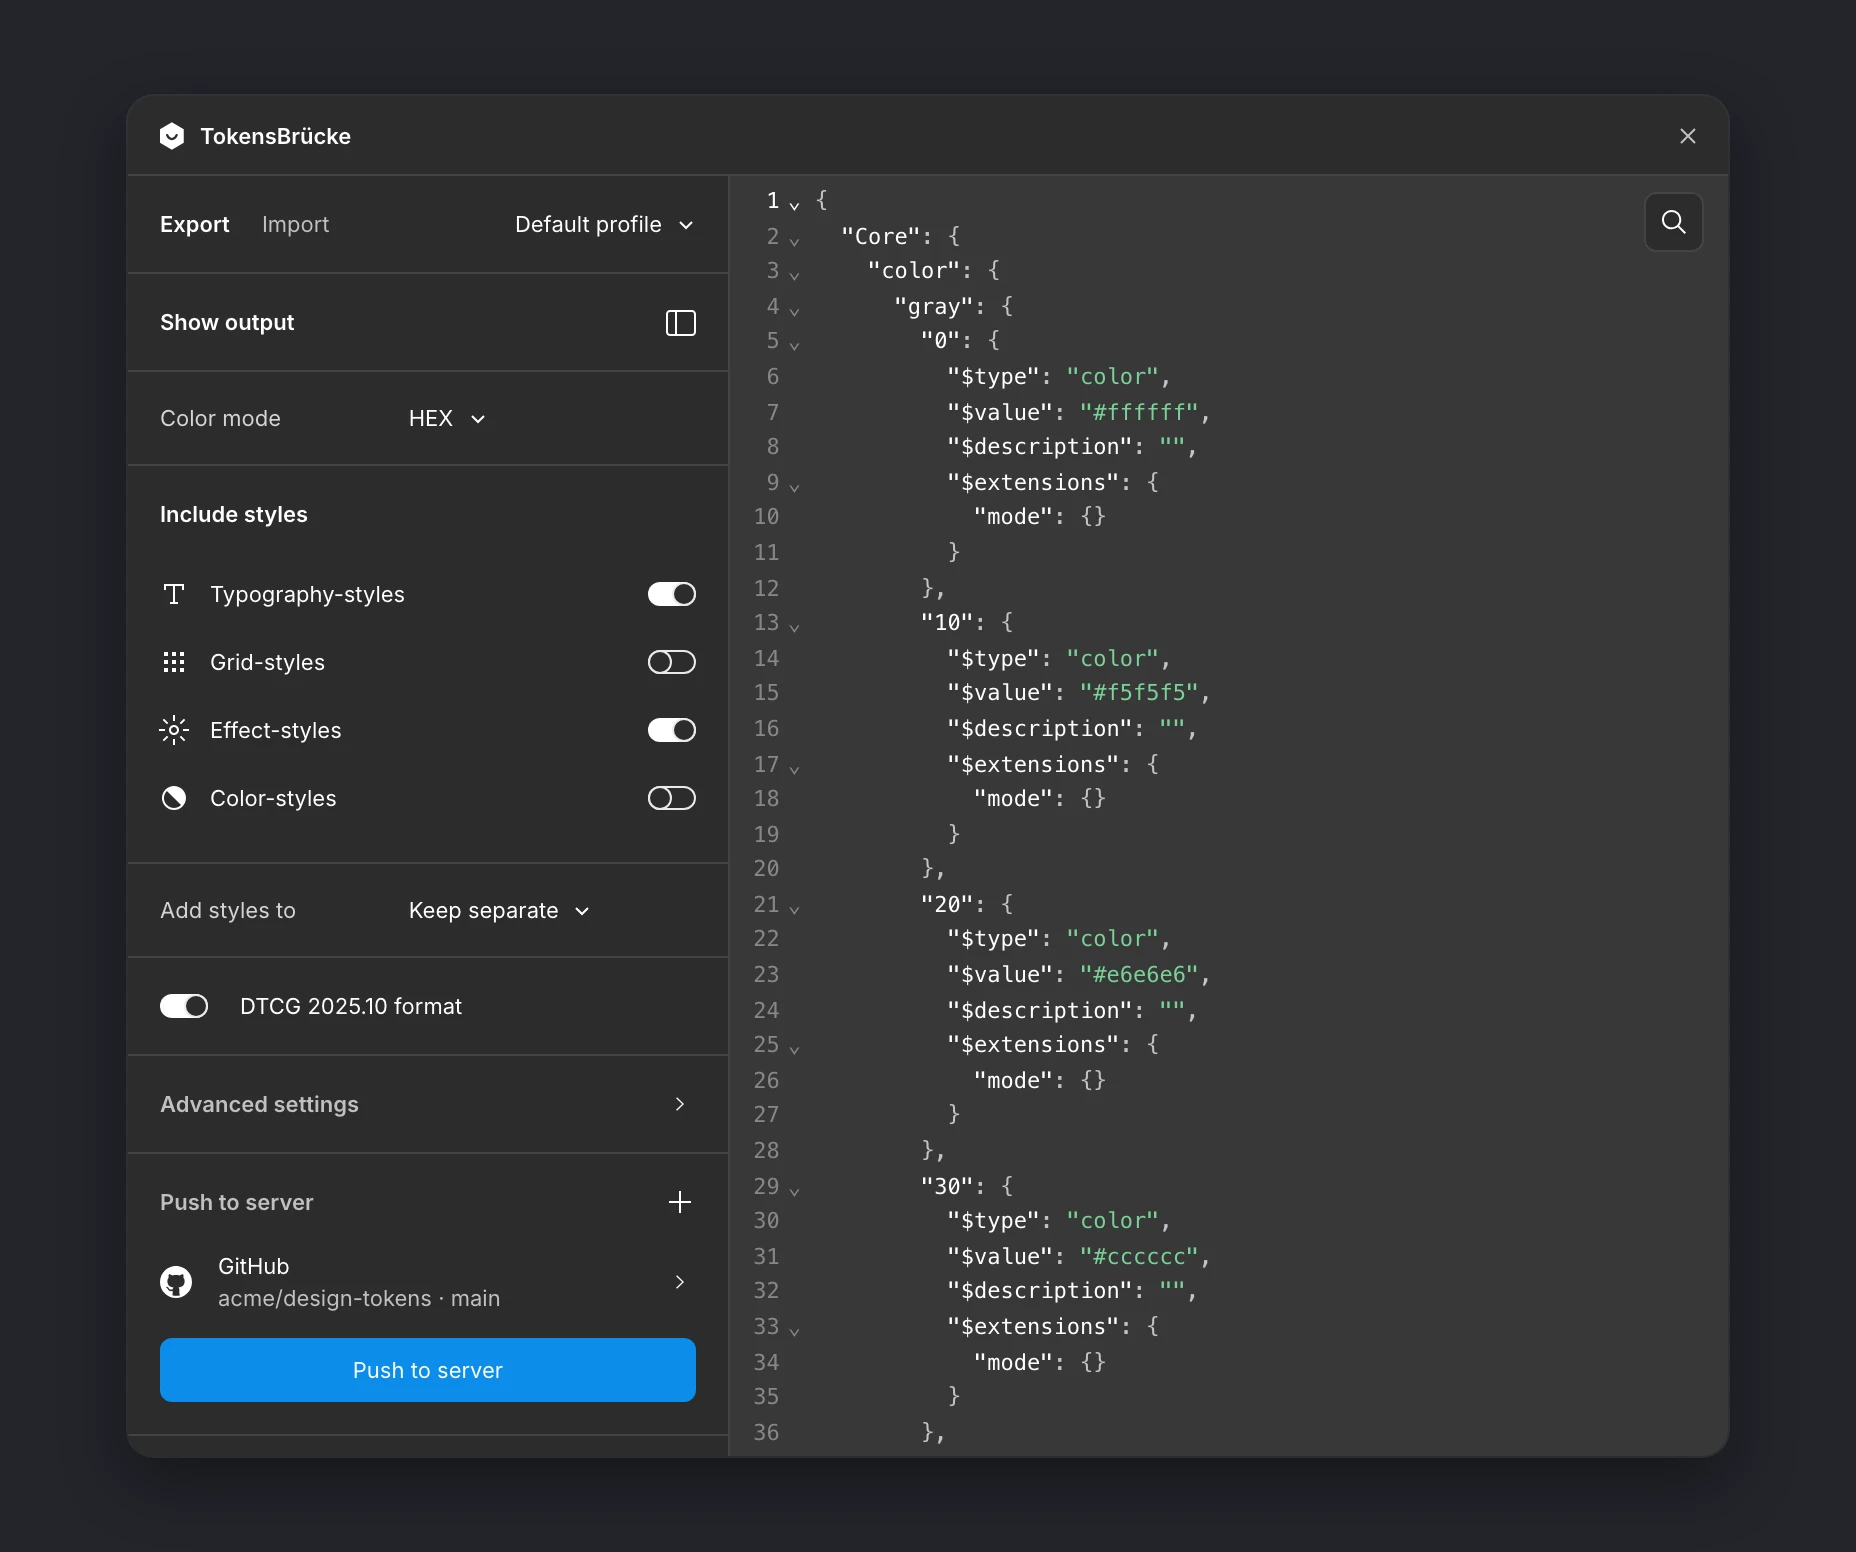 TokensBrücke
Export Import Default profile
Show output
Color mode HEX
Include styles
Typography-styles
Grid-styles
Effect-styles
Color-styles
Add styles to Keep separate
DTCG 2025.10 format
Advanced settings
Push to server
GitHub
acme/design-tokens · main
Push to server
1 {
2 "Core": {
3 "color": {
4 "gray": {
5 "0": {
6 "$type": "color",
7 "$value": "#ffffff",
8 "$description": "",
9 "$extensions": {
10 "mode": {}
11 }
12 },
13 "10": {
14 "$type": "color",
15 "$value": "#f5f5f5",
16 "$description": "",
17 "$extensions": {
18 "mode": {}
19 }
20 },
21 "20": {
22 "$type": "color",
23 "$value": "#e6e6e6",
24 "$description": "",
25 "$extensions": {
26 "mode": {}
27 }
28 },
29 "30": {
30 "$type": "color",
31 "$value": "#cccccc",
32 "$description": "",
33 "$extensions": {
34 "mode": {}
35 }
36 },